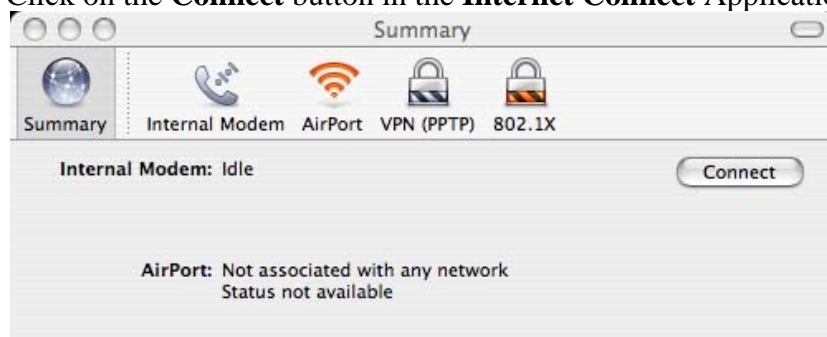 Click on the Connect button in the Internet Connect Applicatio
Summary
Summary Internal Modem AirPort VPN (PPTP) 802.1X
Internal Modem: Idle Connect
AirPort: Not associated with any network
Status not available